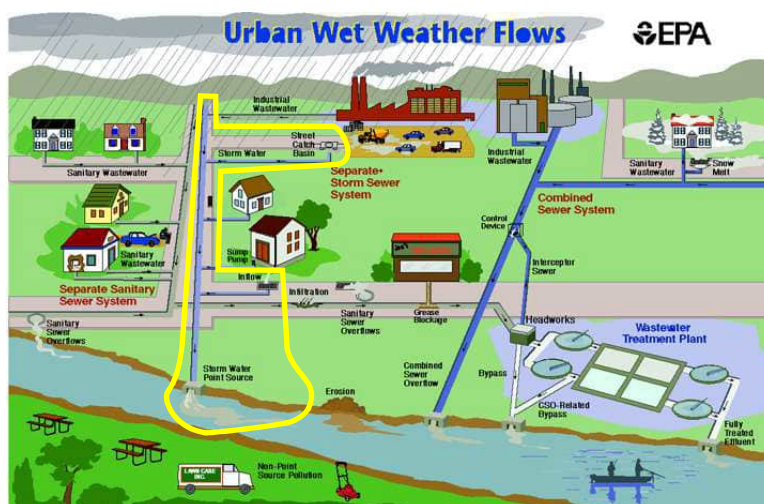 Urban Wet Weather Flows
EPA
Industrial
Wastewater
Street
Catch
Basin
Storm Water
Separate
Storm Sewer
System
Sanitary Wastewater
Industrial
Wastewater
Sanitary
Wastewater
Snow
Melt
Combined
Sewer System
Control
Device
Interceptor
Sewer
Sump
Pump
Sanitary
Wastewater
Separate Sanitary
Sewer System
Inflow
Infiltration
Sanitary
Sewer
Overflows
Grease
Blockage
Sanitary
Sewer
Overflows
Headworks
Wastewater
Treatment Plant
Storm Water
Point Source
Erosion
Combined
Sewer
Overflow
Bypass
CSO-Related
Bypass
Fully
Treated
Effluent
LAWN CARE
INC.
Non-Point
Source Pollution